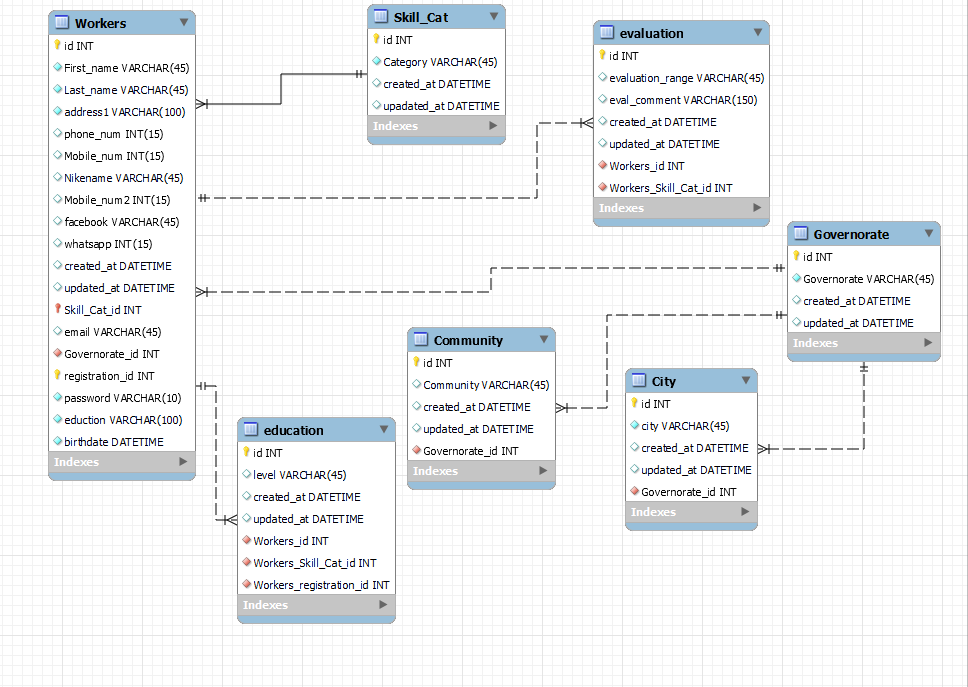 Workers
id INT
First_name VARCHAR(45)
Last_name VARCHAR(45)
address1 VARCHAR(100)
phone_num INT(15)
Mobile_num INT(15)
Nikename VARCHAR(45)
Mobile_num2 INT(15)
facebook VARCHAR(45)
whatsapp INT(15)
created_at DATETIME
updated_at DATETIME
Skill_Cat_id INT
email VARCHAR(45)
Governorate_id INT
registration_id INT
password VARCHAR(10)
eduction VARCHAR(100)
birthdate DATETIME
Indexes
Skill_Cat
id INT
Category VARCHAR(45)
created_at DATETIME
upadated_at DATETIME
Indexes
evaluation
id INT
evaluation_range VARCHAR(45)
eval_comment VARCHAR(150)
created_at DATETIME
updated_at DATETIME
Workers_id INT
Workers_Skill_Cat_id INT
Indexes
Governorate
id INT
Governorate VARCHAR(45)
created_at DATETIME
updated_at DATETIME
Indexes
Community
id INT
Community VARCHAR(45)
created_at DATETIME
updated_at DATETIME
Governorate_id INT
Indexes
City
id INT
city VARCHAR(45)
created_at DATETIME
updated_at DATETIME
Governorate_id INT
Indexes
education
id INT
level VARCHAR(45)
created_at DATETIME
updated_at DATETIME
Workers_id INT
Workers_Skill_Cat_id INT
Workers_registration_id INT
Indexes